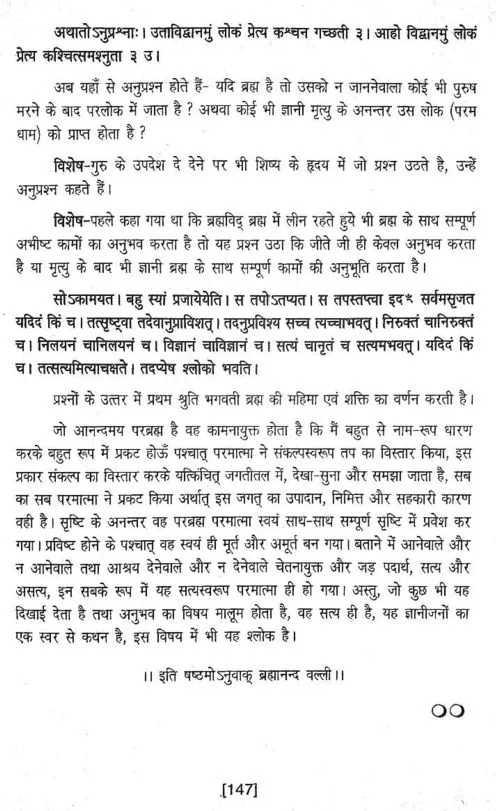 अथातोऽनुप्रश्नाः। उताविद्वानमुं लोकं प्रेत्य कश्चन गच्छती ३। आहो विद्वानमुं लोकं
प्रेत्य कश्चित्समश्नुता ३ उ।
अब यहाँ से अनुप्रश्न होते हैं- यदि ब्रह्म है तो उसको न जाननेवाला कोई भी पुरुष
मरने के बाद परलोक में जाता है ? अथवा कोई भी ज्ञानी मृत्यु के अनन्तर उस लोक (परम
धाम) को प्राप्त होता है ?
विशेष-गुरु के उपदेश दे देने पर भी शिष्य के हृदय में जो प्रश्न उठते है, उन्हें
अनुप्रश्न कहते हैं।
विशेष-पहले कहा गया था कि ब्रह्मविद् ब्रह्म में लीन रहते हुये भी ब्रह्म के साथ सम्पूर्ण
अभीष्ट कामों का अनुभव करता है तो यह प्रश्न उठा कि जीते जी ही केवल अनुभव करता
है या मृत्यु के बाद भी ज्ञानी ब्रह्म के साथ सम्पूर्ण कामों की अनुभूति करता है।
सोऽकामयत। बहु स्यां प्रजायेयेति। स तपोऽतप्यत। स तपस्तप्त्वा इदꣳ सर्वमसृजत
यदिदं किं च। तत्सृष्ट्वा तदेवानुप्राविशत्। तदनुप्रविश्य सच्च त्यच्चाभवत्। निरुक्तं चानिरुक्तं
च। निलयनं चानिलयनं च। विज्ञानं चाविज्ञानं च। सत्यं चानृतं च सत्यमभवत्। यदिदं किं
च। तत्सत्यमित्याचक्षते। तदप्येष श्लोको भवति।
प्रश्नों के उत्तर में प्रथम श्रुति भगवती ब्रह्म की महिमा एवं शक्ति का वर्णन करती है।
जो आनन्दमय परब्रह्म है वह कामनायुक्त होता है कि मैं बहुत से नाम-रूप धारण
करके बहुत रूप में प्रकट होऊँ पश्चात् परमात्मा ने संकल्पस्वरूप तप का विस्तार किया, इस
प्रकार संकल्प का विस्तार करके यत्किंचित् जगतीतल में, देखा-सुना और समझा जाता है, सब
का सब परमात्मा ने प्रकट किया अर्थात् इस जगत् का उपादान, निमित्त और सहकारी कारण
वही है। सृष्टि के अनन्तर वह परब्रह्म परमात्मा स्वयं साथ-साथ सम्पूर्ण सृष्टि में प्रवेश कर
गया। प्रविष्ट होने के पश्चात् वह स्वयं ही मूर्त और अमूर्त बन गया। बताने में आनेवाले और
न आनेवाले तथा आश्रय देनेवाले और न देनेवाले चेतनायुक्त और जड़ पदार्थ, सत्य और
असत्य, इन सबके रूप में यह सत्यस्वरूप परमात्मा ही हो गया। अस्तु, जो कुछ भी यह
दिखाई देता है तथा अनुभव का विषय मालूम होता है, वह सत्य ही है, यह ज्ञानीजनों का
एक स्वर से कथन है, इस विषय में भी यह श्लोक है।
।। इति षष्ठमोऽनुवाक् ब्रह्मानन्द वल्ली।।
[147]